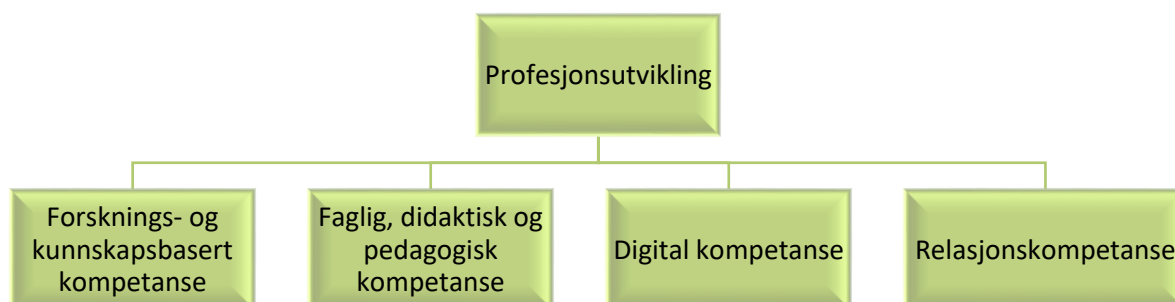 Profesjonsutvikling
Forsknings- og
kunnskapsbasert
kompetanse
Faglig, didaktisk og
pedagogisk
kompetanse
Digital kompetanse
Relasjonskompetanse